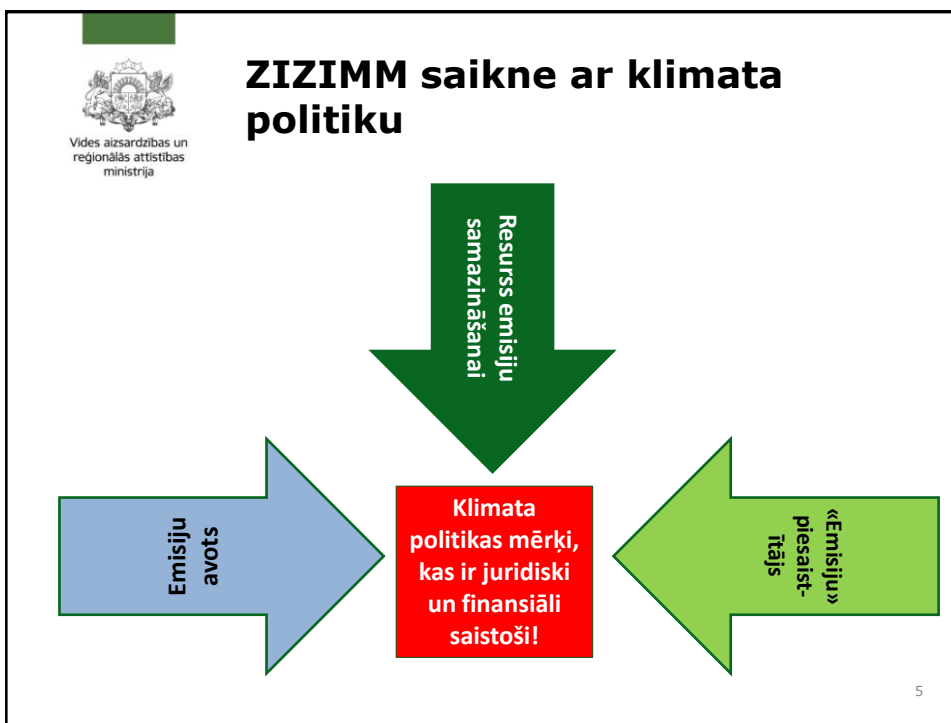 Vides aizsardzības un
reģionālās attīstības
ministrija
ZIZIMM saikne ar klimata
politiku
Resurss emisiju
samazināšanai
Emisiju
avots
Klimata
politikas mērķi,
kas ir juridiski
un finansiāli
saistoši!
«Emisiju»
piesaist-
ītājs
5